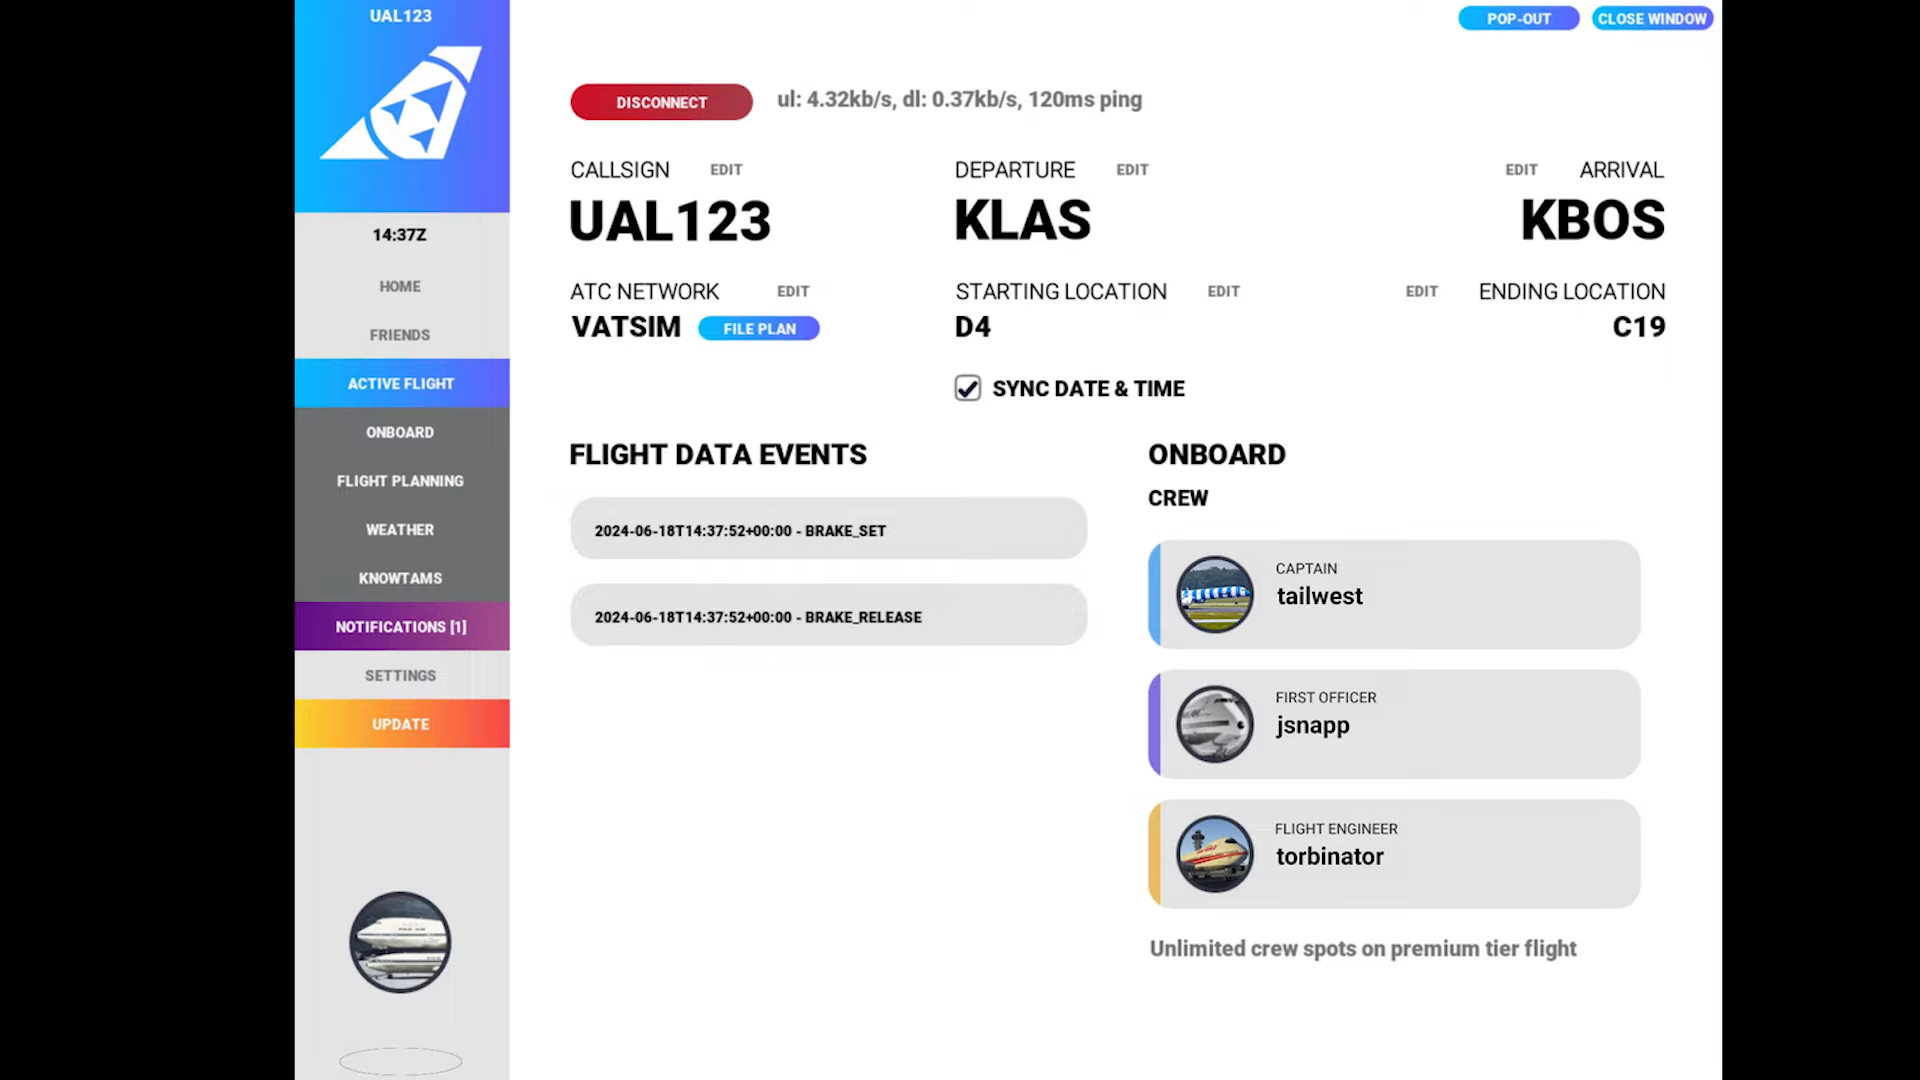 UAL123
14:37Z
HOME
FRIENDS
ACTIVE FLIGHT
ONBOARD
FLIGHT PLANNING
WEATHER
KNOWTAMS
NOTIFICATIONS [1]
SETTINGS
UPDATE
POP-OUT CLOSE WINDOW
DISCONNECT ul: 4.32kb/s, dl: 0.37kb/s, 120ms ping
CALLSIGN EDIT DEPARTURE EDIT EDIT ARRIVAL
UAL123 KLAS KBOS
ATC NETWORK EDIT STARTING LOCATION EDIT EDIT ENDING LOCATION
VATSIM FILE PLAN D4 C19
SYNC DATE & TIME
FLIGHT DATA EVENTS
2024-06-18T14:37:52+00:00 - BRAKE_SET
2024-06-18T14:37:52+00:00 - BRAKE_RELEASE
ONBOARD
CREW
CAPTAIN
tailwest
FIRST OFFICER
jsnapp
FLIGHT ENGINEER
torbinator
Unlimited crew spots on premium tier flight